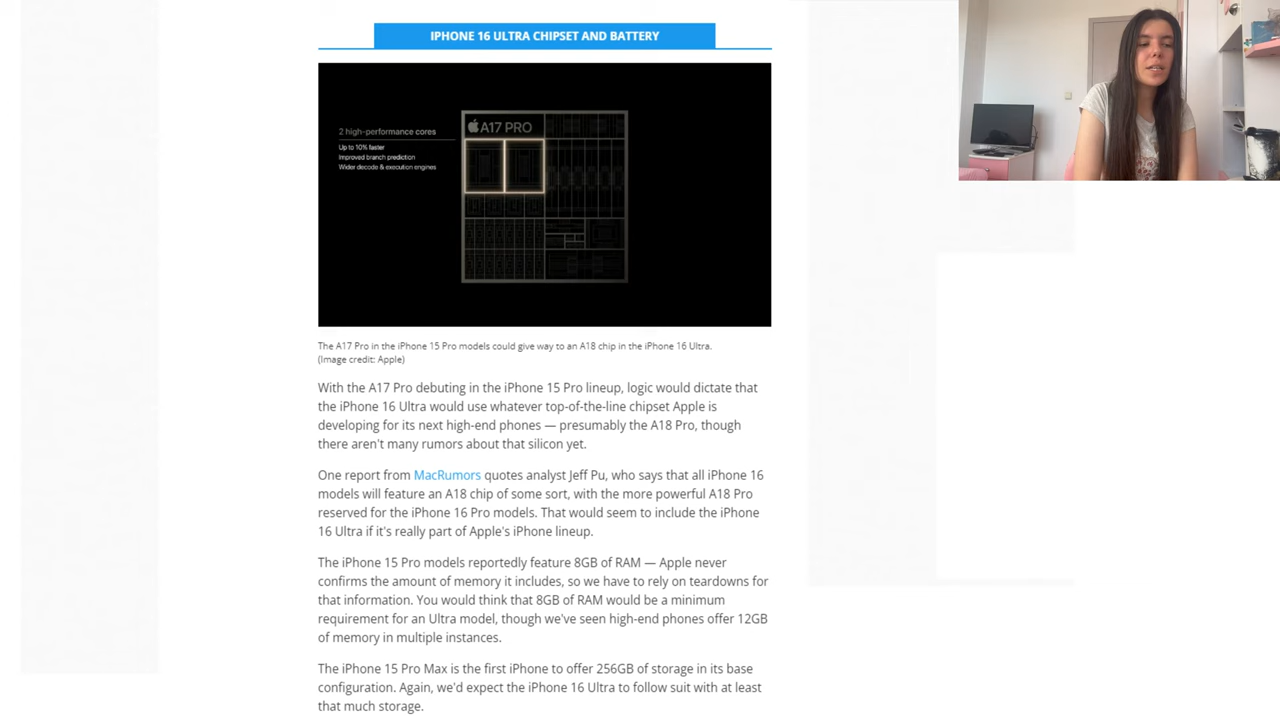 IPHONE 16 ULTRA CHIPSET AND BATTERY
A17 PRO
2 high-performance cores
Up to 10% faster
Improved branch prediction
Wider decode & execution engines
The A17 Pro in the iPhone 15 Pro models could give way to an A18 chip in the iPhone 16 Ultra.
(Image credit: Apple)
With the A17 Pro debuting in the iPhone 15 Pro lineup, logic would dictate that
the iPhone 16 Ultra would use whatever top-of-the-line chipset Apple is
developing for its next high-end phones — presumably the A18 Pro, though
there aren't many rumors about that silicon yet.
One report from MacRumors quotes analyst Jeff Pu, who says that all iPhone 16
models will feature an A18 chip of some sort, with the more powerful A18 Pro
reserved for the iPhone 16 Pro models. That would seem to include the iPhone
16 Ultra if it's really part of Apple's iPhone lineup.
The iPhone 15 Pro models reportedly feature 8GB of RAM — Apple never
confirms the amount of memory it includes, so we have to rely on teardowns for
that information. You would think that 8GB of RAM would be a minimum
requirement for an Ultra model, though we've seen high-end phones offer 12GB
of memory in multiple instances.
The iPhone 15 Pro Max is the first iPhone to offer 256GB of storage in its base
configuration. Again, we'd expect the iPhone 16 Ultra to follow suit with at least
that much storage.